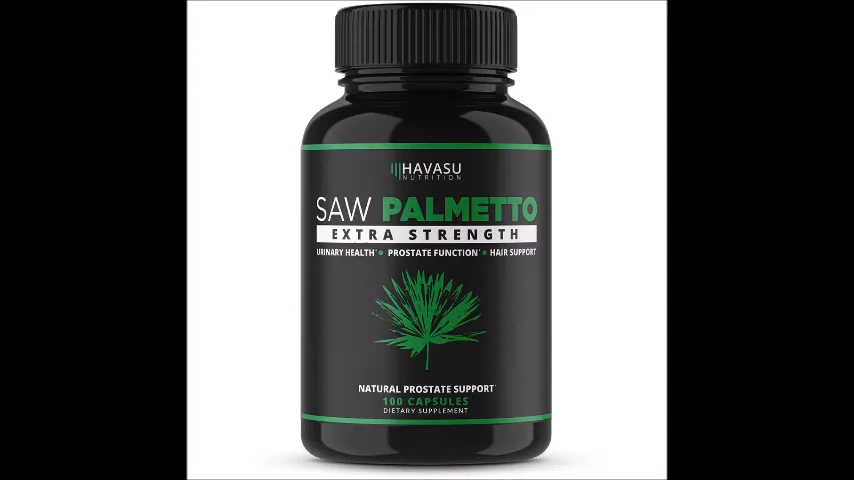 HAVASU
NUTRITION
SAW PALMETTO
EXTRA STRENGTH
URINARY HEALTH* • PROSTATE FUNCTION* • HAIR SUPPORT
NATURAL PROSTATE SUPPORT*
100 CAPSULES
DIETARY SUPPLEMENT